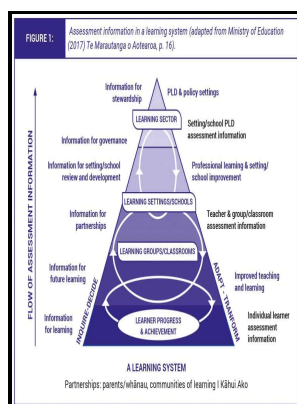 FIGURE 1:
Assessment information in a learning system (adapted from Ministry of Education
(2017) Te Marautanga o Aotearoa, p. 16).
FLOW OF ASSESSMENT INFORMATION
Information for
stewardship
PLD & policy settings
LEARNING SECTOR
Setting/school PLD
assessment information
Information for governance
Information for setting/school
review and development
Professional learning & setting/
school improvement
LEARNING SETTINGS/SCHOOLS
Information for
partnerships
Teacher & group/classroom
assessment information
LEARNING GROUPS/CLASSROOMS
Information for
future learning
Improved teaching
and learning
INQUIRE-DECIDE
ADAPT-TRANFORM
Information
for learning
LEARNER PROGRESS
& ACHIEVEMENT
Individual learner
assessment
information
A LEARNING SYSTEM
Partnerships: parents/whānau, communities of learning I Kāhui Ako